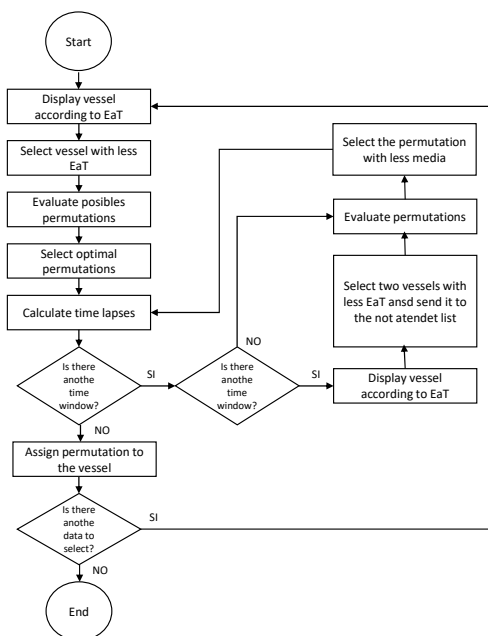 Start
Display vessel
according to EaT
Select vessel with less
EaT
Evaluate posibles
permutations
Select optimal
permutations
Calculate time lapses
Is there
anothe
time
window?
SI
NO
Is there
anothe
time
window?
NO
SI
Display vessel
according to EaT
Select two vessels with
less EaT ansd send it to
the not atendet list
Evaluate permutations
Select the permutation
with less media
Assign permutation to
the vessel
Is there
anothe
data to
select?
SI
NO
End